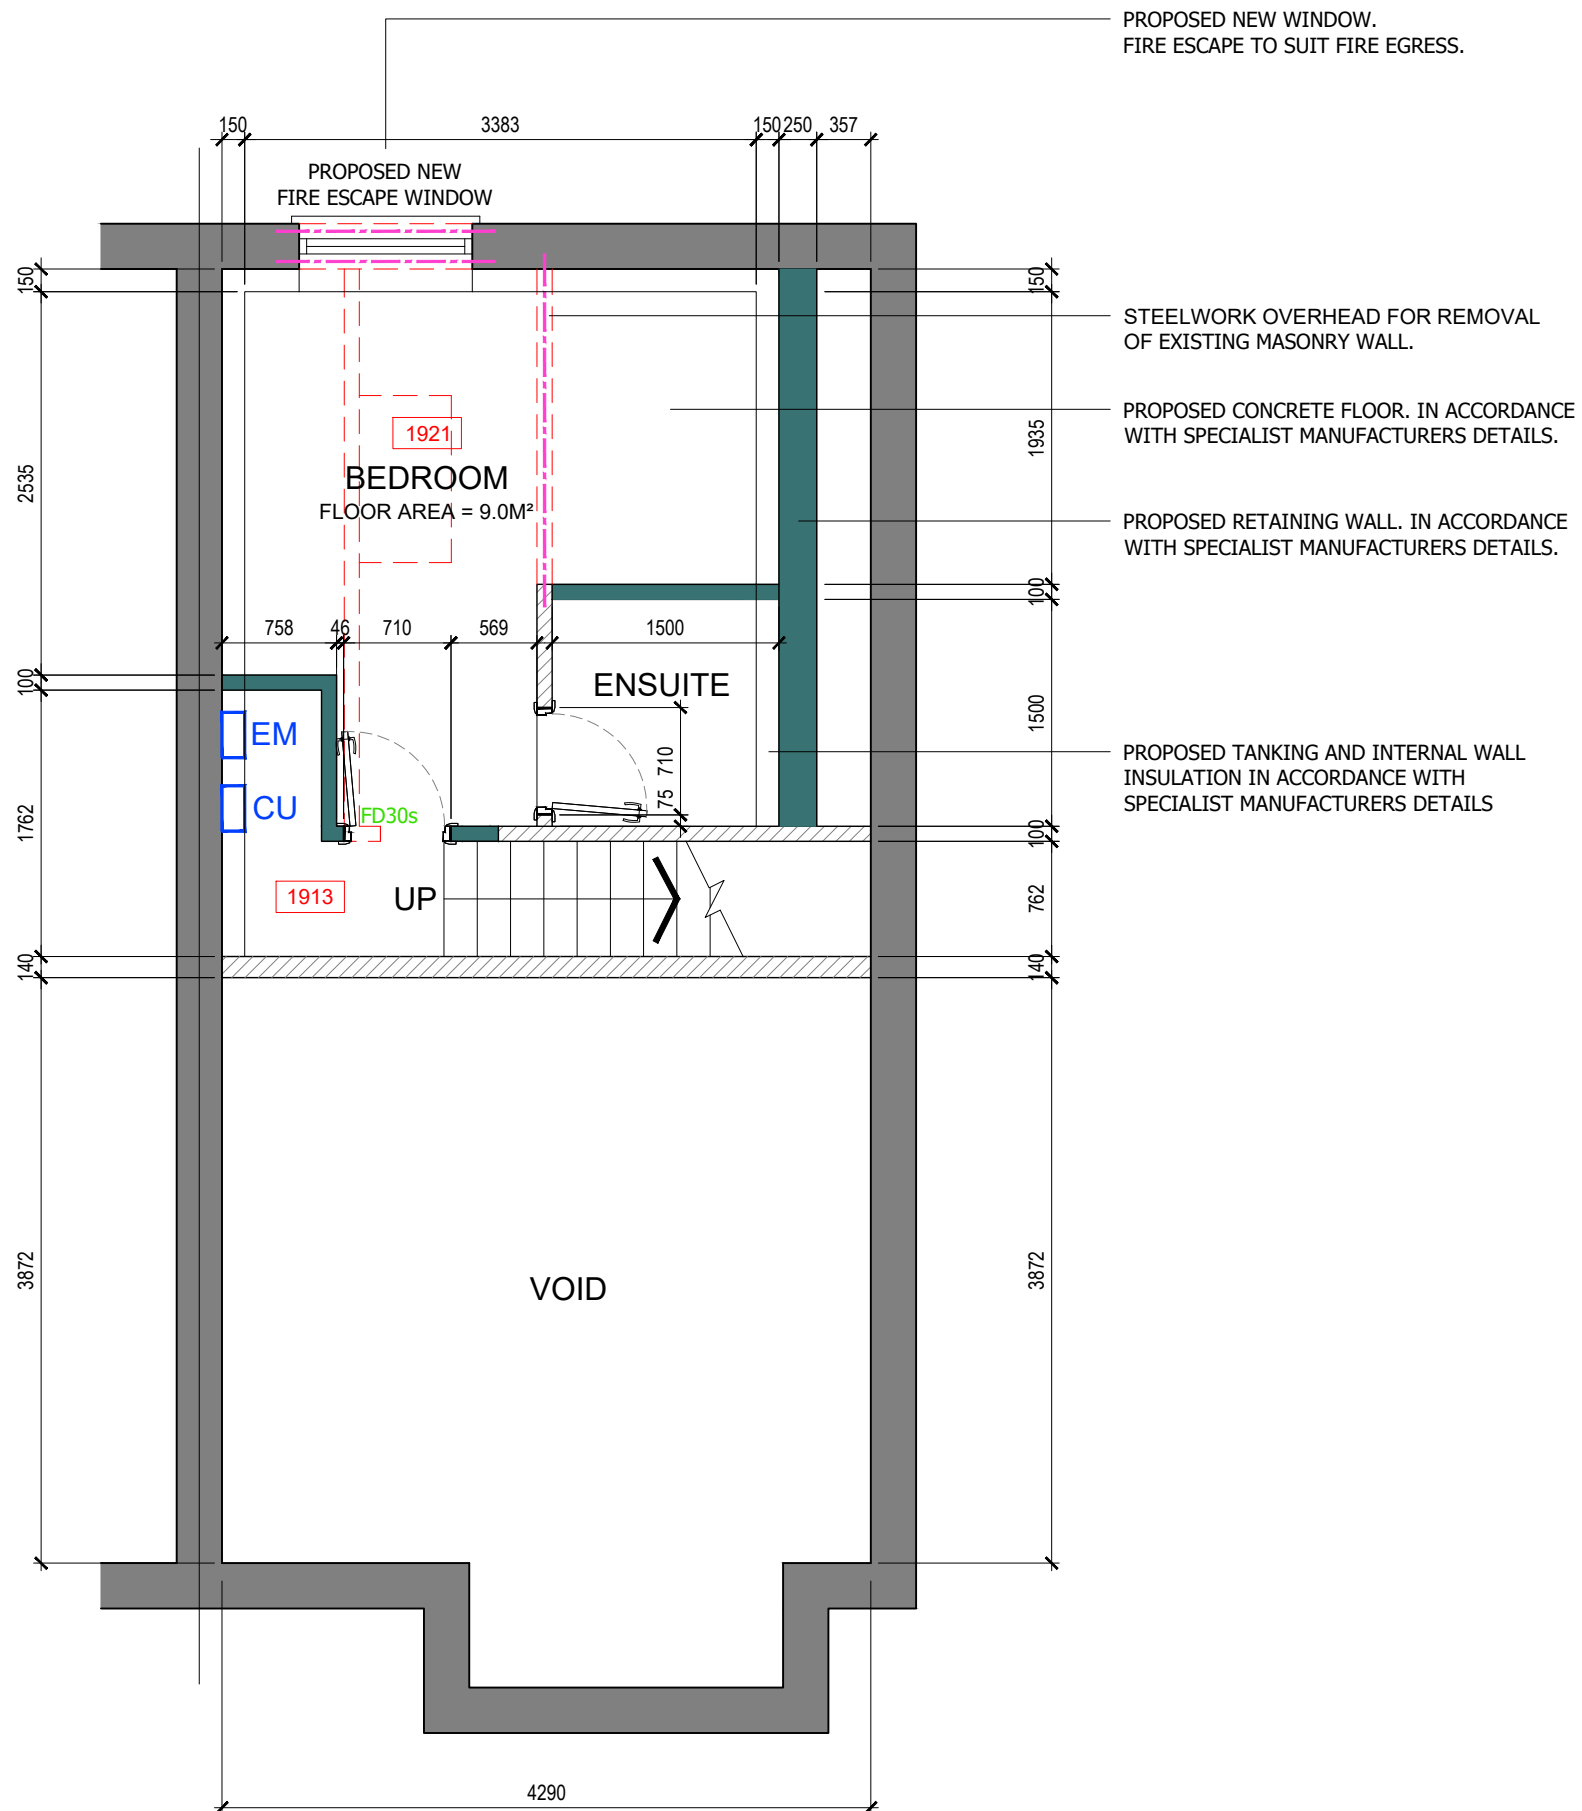 PROPOSED NEW WINDOW.
FIRE ESCAPE TO SUIT FIRE EGRESS.
150
3383
150
250
357
PROPOSED NEW
FIRE ESCAPE WINDOW
150
150
STEELWORK OVERHEAD FOR REMOVAL
OF EXISTING MASONRY WALL.
PROPOSED CONCRETE FLOOR. IN ACCORDANCE
WITH SPECIALIST MANUFACTURERS DETAILS.
1921
1935
2535
BEDROOM
FLOOR AREA = 9.0M²
PROPOSED RETAINING WALL. IN ACCORDANCE
WITH SPECIALIST MANUFACTURERS DETAILS.
100
758
46
710
569
1500
100
ENSUITE
1500
EM
710
PROPOSED TANKING AND INTERNAL WALL
INSULATION IN ACCORDANCE WITH
SPECIALIST MANUFACTURERS DETAILS
75
CU
FD30s
1762
100
1913
UP
762
140
140
3872
VOID
3872
4290